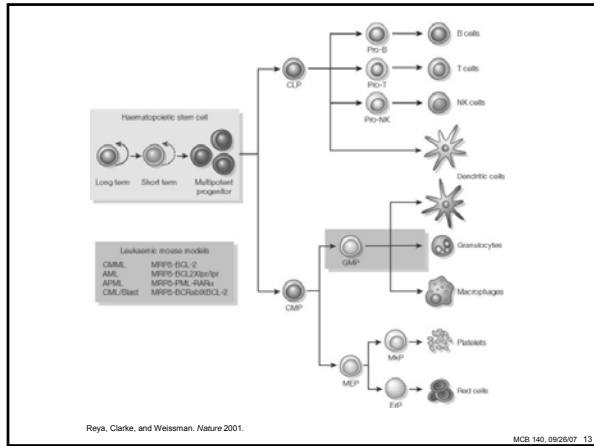 B cells
Pro-B
CLP
T cells
Pro-T
NK cells
Pro-NK
Haematopoietic stem cell
Long term
Short term
Multipotent
progenitor
Dendritic cells
Leukaemic mouse models
CMML MRP8-BCL-2
AML MRP8-BCL2Xlpr/lpr
APML MRP8-PML-RARα
CML/Blast MRP8-BCRablXBCL-2
GMP
Granulocytes
Macrophages
CMP
MkP
Platelets
MEP
ErP
Red cells
Reya, Clarke, and Weissman. Nature 2001.
MCB 140, 09/26/07 13